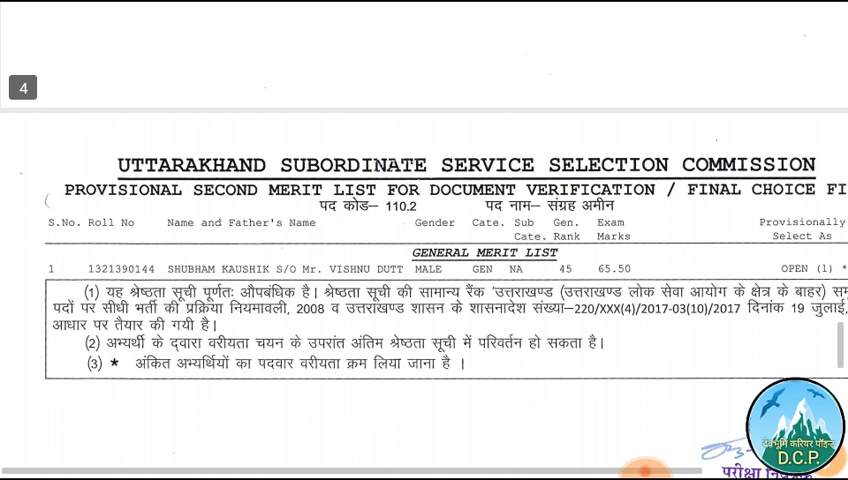 4
UTTARAKHAND SUBORDINATE SERVICE SELECTION COMMISSION
PROVISIONAL SECOND MERIT LIST FOR DOCUMENT VERIFICATION / FINAL CHOICE FI
पद कोड– 110.2 पद नाम– संग्रह अमीन
S.No. Roll No Name and Father's Name Gender Cate. Sub Gen. Exam Provisionally
Cate. Rank Marks Select As
GENERAL MERIT LIST
1 1321390144 SHUBHAM KAUSHIK S/O Mr. VISHNU DUTT MALE GEN NA 45 65.50 OPEN (1) *
(1) यह श्रेष्ठता सूची पूर्णतः औपबंधिक है। श्रेष्ठता सूची की सामान्य रैंक 'उत्तराखण्ड (उत्तराखण्ड लोक सेवा आयोग के क्षेत्र के बाहर) सम
पदों पर सीधी भर्ती की प्रक्रिया नियमावली, 2008 व उत्तराखण्ड शासन के शासनादेश संख्या–220/XXX(4)/2017-03(10)/2017 दिनांक 19 जुलाई,
आधार पर तैयार की गयी है।
(2) अभ्यर्थी के द्वारा वरीयता चयन के उपरांत अंतिम श्रेष्ठता सूची में परिवर्तन हो सकता है।
(3) * अंकित अभ्यर्थियों का पदवार वरीयता क्रम लिया जाना है ।
देवभूमि करियर पॉइन्ट
D.C.P.
परीक्षा